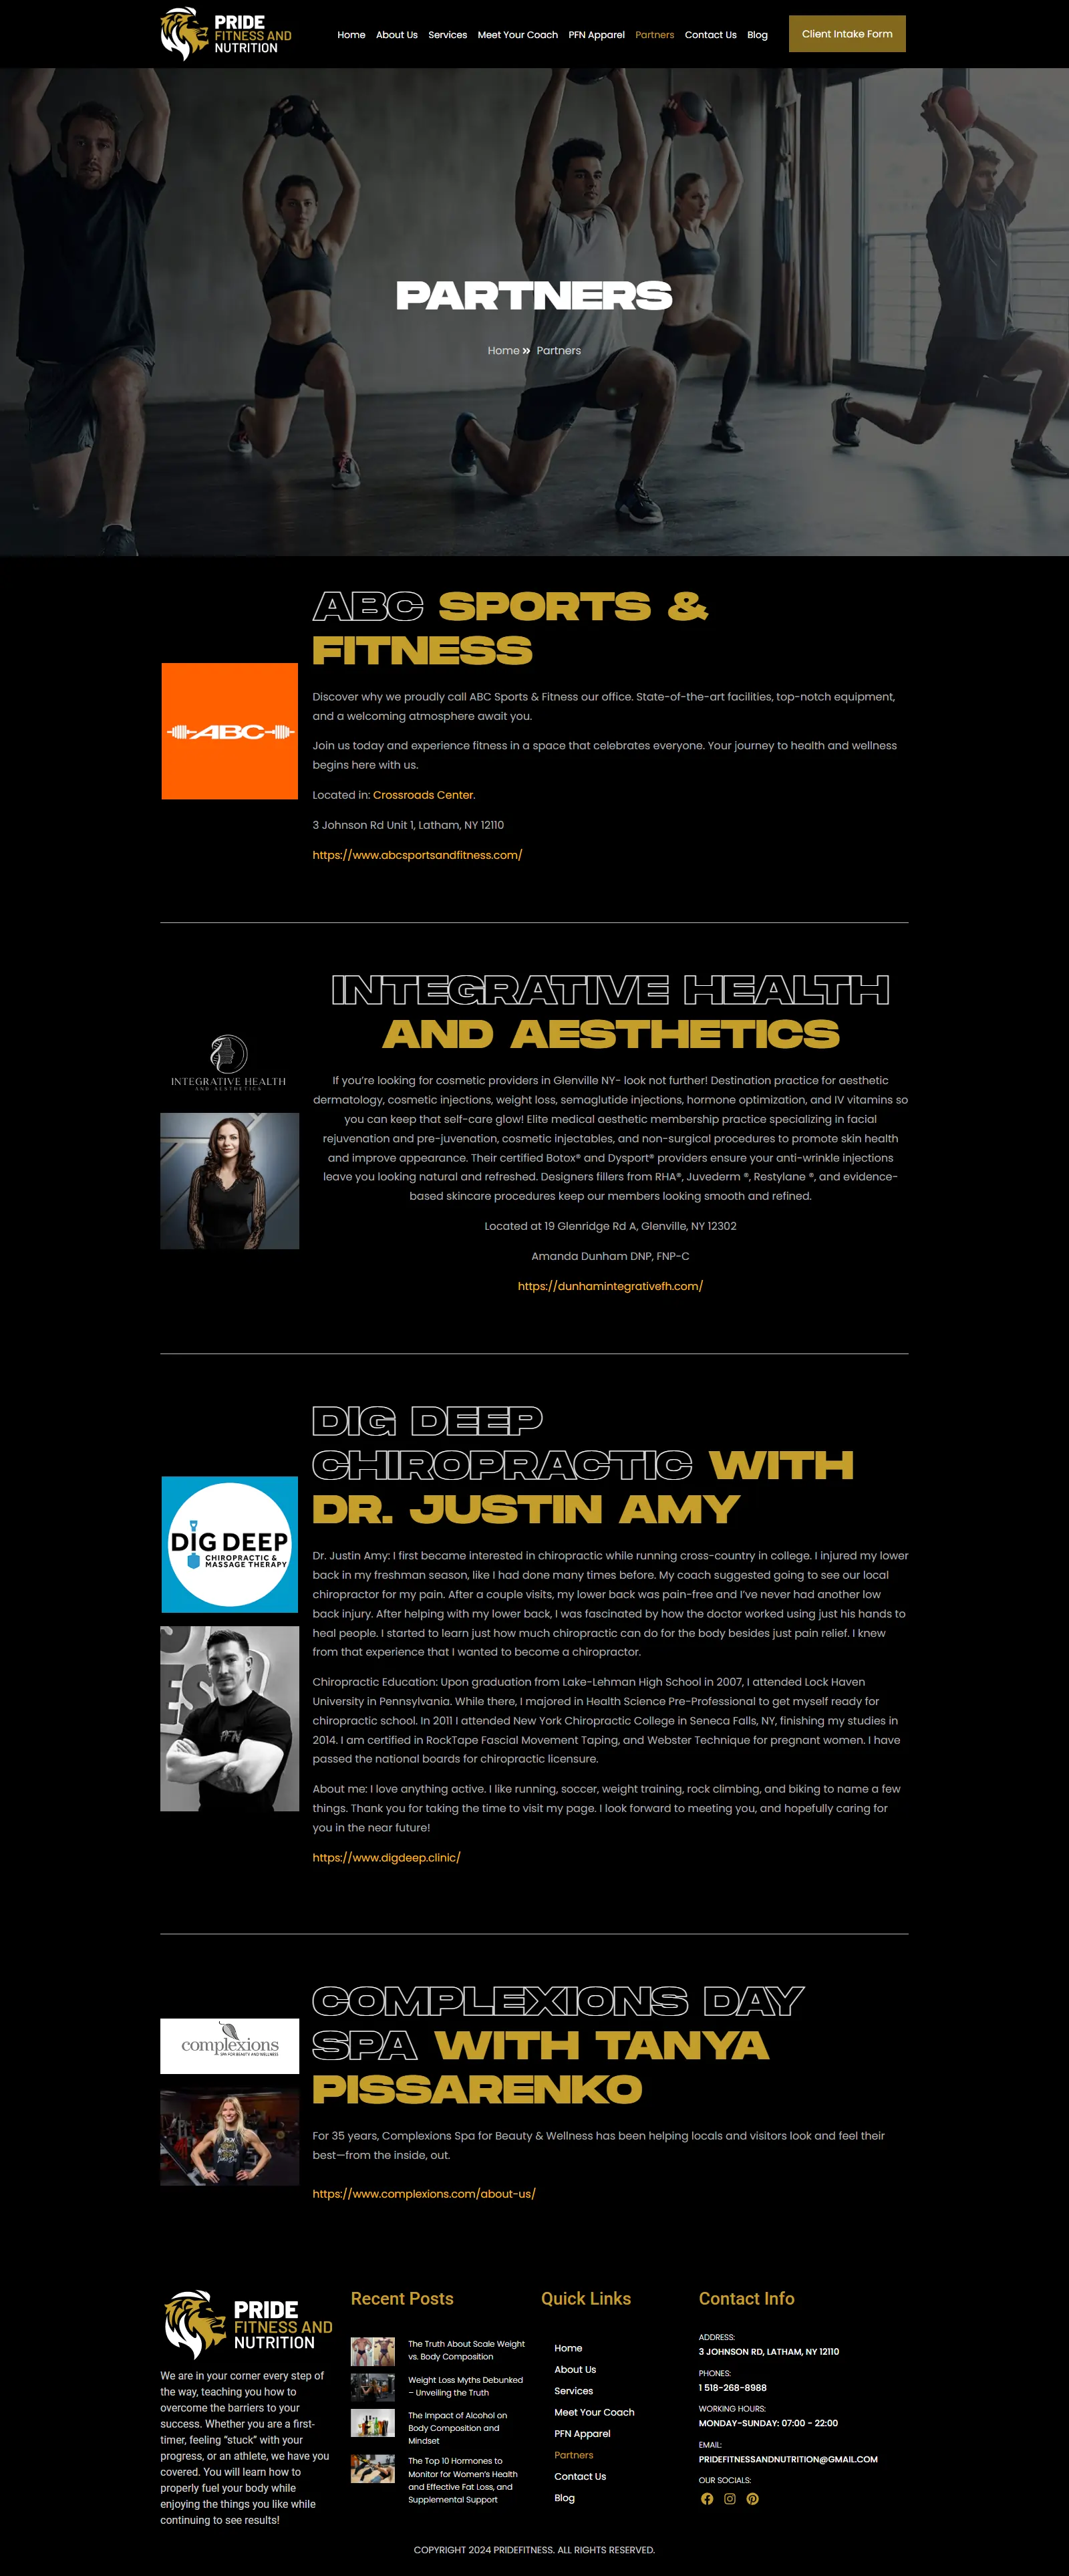 PRIDE
FITNESS AND
NUTRITION
Home About Us Services Meet Your Coach PFN Apparel Partners Contact Us Blog
Client Intake Form
PARTNERS
Home » Partners
ABC SPORTS &
FITNESS
ABC
Discover why we proudly call ABC Sports & Fitness our office. State-of-the-art facilities, top-notch equipment,
and a welcoming atmosphere await you.
Join us today and experience fitness in a space that celebrates everyone. Your journey to health and wellness
begins here with us.
Located in: Crossroads Center.
3 Johnson Rd Unit 1, Latham, NY 12110
https://www.abcsportsandfitness.com/
INTEGRATIVE HEALTH
AND AESTHETICS
INTEGRATIVE HEALTH
AND AESTHETICS
If you’re looking for cosmetic providers in Glenville NY- look not further! Destination practice for aesthetic
dermatology, cosmetic injections, weight loss, semaglutide injections, hormone optimization, and IV vitamins so
you can keep that self-care glow! Elite medical aesthetic membership practice specializing in facial
rejuvenation and pre-juvenation, cosmetic injectables, and non-surgical procedures to promote skin health
and improve appearance. Their certified Botox® and Dysport® providers ensure your anti-wrinkle injections
leave you looking natural and refreshed. Designers fillers from RHA®, Juvederm ®, Restylane ®, and evidence-
based skincare procedures keep our members looking smooth and refined.
Located at 19 Glenridge Rd A, Glenville, NY 12302
Amanda Dunham DNP, FNP-C
https://dunhamintegrativefh.com/
DIG DEEP
CHIROPRACTIC WITH
DR. JUSTIN AMY
DIG DEEP
CHIROPRACTIC &
MASSAGE THERAPY
PFN
Dr. Justin Amy: I first became interested in chiropractic while running cross-country in college. I injured my lower
back in my freshman season, like I had done many times before. My coach suggested going to see our local
chiropractor for my pain. After a couple visits, my lower back was pain-free and I’ve never had another low
back injury. After helping with my lower back, I was fascinated by how the doctor worked using just his hands to
heal people. I started to learn just how much chiropractic can do for the body besides just pain relief. I knew
from that experience that I wanted to become a chiropractor.
Chiropractic Education: Upon graduation from Lake-Lehman High School in 2007, I attended Lock Haven
University in Pennsylvania. While there, I majored in Health Science Pre-Professional to get myself ready for
chiropractic school. In 2011 I attended New York Chiropractic College in Seneca Falls, NY, finishing my studies in
2014. I am certified in RockTape Fascial Movement Taping, and Webster Technique for pregnant women. I have
passed the national boards for chiropractic licensure.
About me: I love anything active. I like running, soccer, weight training, rock climbing, and biking to name a few
things. Thank you for taking the time to visit my page. I look forward to meeting you, and hopefully caring for
you in the near future!
https://www.digdeep.clinic/
COMPLEXIONS DAY
SPA WITH TANYA
PISSARENKO
complexions
SPA FOR BEAUTY AND WELLNESS
For 35 years, Complexions Spa for Beauty & Wellness has been helping locals and visitors look and feel their
best—from the inside, out.
https://www.complexions.com/about-us/
PRIDE
FITNESS AND
NUTRITION
We are in your corner every step of
the way, teaching you how to
overcome the barriers to your
success. Whether you are a first-
timer, feeling “stuck” with your
progress, or an athlete, we have you
covered. You will learn how to
properly fuel your body while
enjoying the things you like while
continuing to see results!
Recent Posts
The Truth About Scale Weight
vs. Body Composition
Weight Loss Myths Debunked
– Unveiling the Truth
The Impact of Alcohol on
Body Composition and
Mindset
The Top 10 Hormones to
Monitor for Women’s Health
and Effective Fat Loss, and
Supplemental Support
Quick Links
Home
About Us
Services
Meet Your Coach
PFN Apparel
Partners
Contact Us
Blog
Contact Info
ADDRESS:
3 JOHNSON RD, LATHAM, NY 12110
PHONES:
1 518-268-8988
WORKING HOURS:
MONDAY-SUNDAY: 07:00 - 22:00
EMAIL:
PRIDEFITNESSANDNUTRITION@GMAIL.COM
OUR SOCIALS:
COPYRIGHT 2024 PRIDEFITNESS. ALL RIGHTS RESERVED.